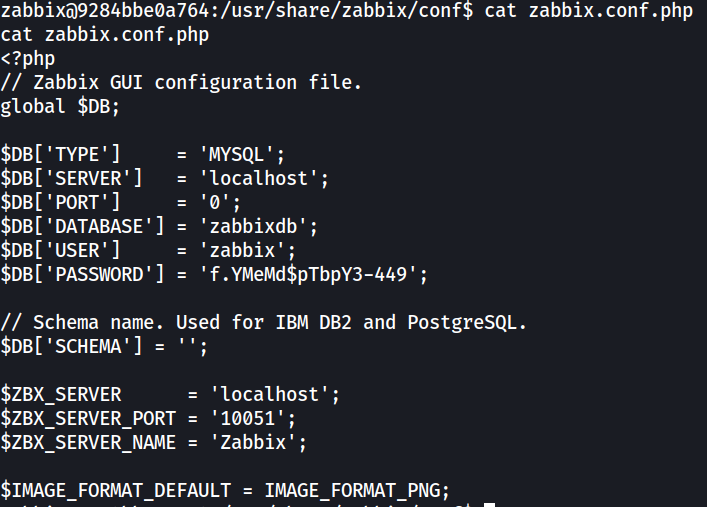 zabbix@9284bbe0a764:/usr/share/zabbix/conf$ cat zabbix.conf.php
cat zabbix.conf.php
<?php
// Zabbix GUI configuration file.
global $DB;
$DB['TYPE']     = 'MYSQL';
$DB['SERVER']   = 'localhost';
$DB['PORT']     = '0';
$DB['DATABASE'] = 'zabbixdb';
$DB['USER']     = 'zabbix';
$DB['PASSWORD'] = 'f.YMeMd$pTbpY3-449';
// Schema name. Used for IBM DB2 and PostgreSQL.
$DB['SCHEMA'] = '';
$ZBX_SERVER      = 'localhost';
$ZBX_SERVER_PORT = '10051';
$ZBX_SERVER_NAME = 'Zabbix';
$IMAGE_FORMAT_DEFAULT = IMAGE_FORMAT_PNG;